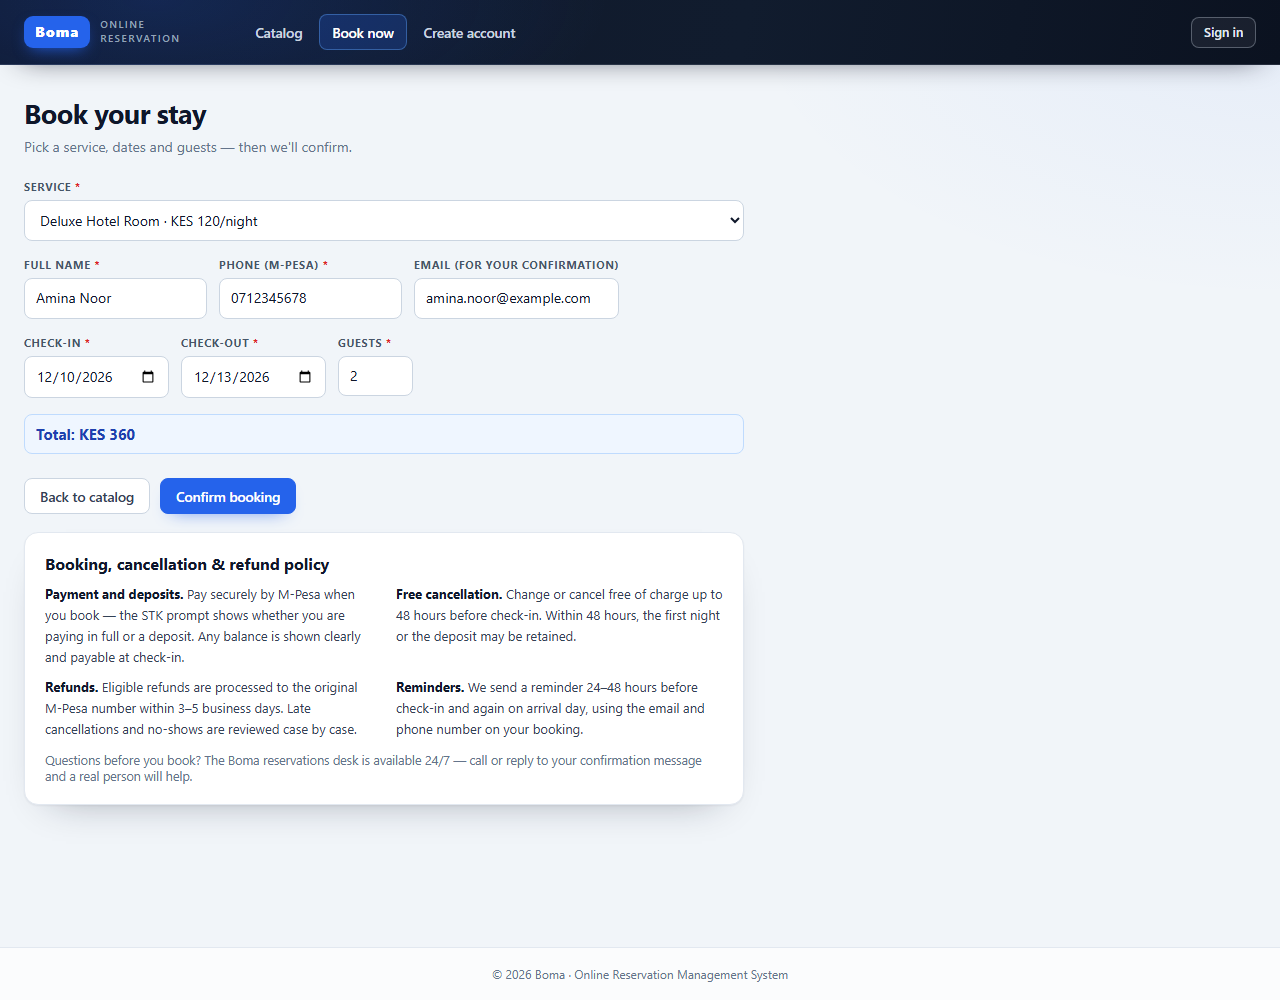 Boma
ONLINE
RESERVATION
Catalog
Book now
Create account
Sign in
Book your stay
Pick a service, dates and guests — then we'll confirm.
SERVICE *
Deluxe Hotel Room · KES 120/night
FULL NAME *
PHONE (M-PESA) *
EMAIL (FOR YOUR CONFIRMATION)
Amina Noor
0712345678
amina.noor@example.com
CHECK-IN *
CHECK-OUT *
GUESTS *
12/10/2026
12/13/2026
2
Total: KES 360
Back to catalog
Confirm booking
Booking, cancellation & refund policy
Payment and deposits. Pay securely by M-Pesa when
you book — the STK prompt shows whether you are
paying in full or a deposit. Any balance is shown clearly
and payable at check-in.
Free cancellation. Change or cancel free of charge up to
48 hours before check-in. Within 48 hours, the first night
or the deposit may be retained.
Refunds. Eligible refunds are processed to the original
M-Pesa number within 3–5 business days. Late
cancellations and no-shows are reviewed case by case.
Reminders. We send a reminder 24–48 hours before
check-in and again on arrival day, using the email and
phone number on your booking.
Questions before you book? The Boma reservations desk is available 24/7 — call or reply to your confirmation message
and a real person will help.
© 2026 Boma · Online Reservation Management System